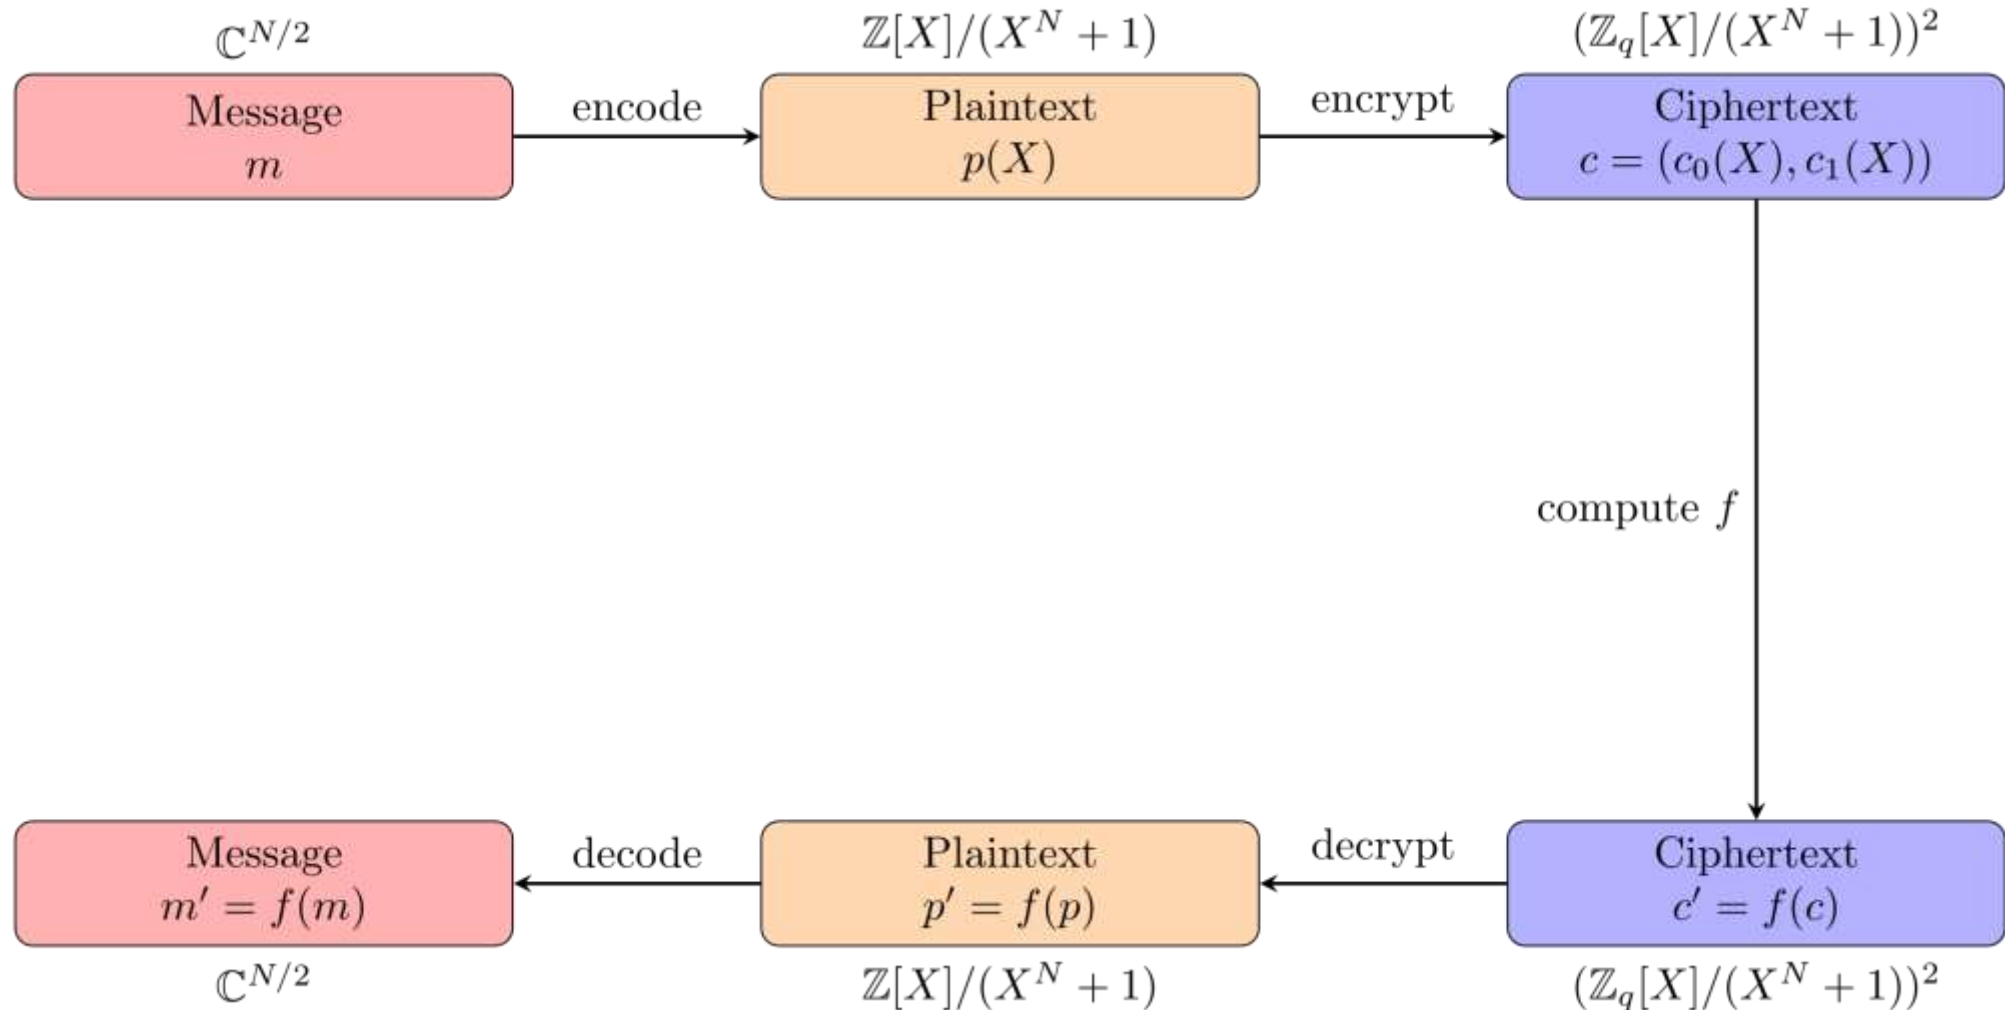 ℂ^{N/2}
ℤ[X]/(X^N + 1)
(ℤ_q[X]/(X^N + 1))^2
Message
m
encode
Plaintext
p(X)
encrypt
Ciphertext
c = (c_0(X), c_1(X))
compute f
Message
m′ = f(m)
decode
Plaintext
p′ = f(p)
decrypt
Ciphertext
c′ = f(c)
ℂ^{N/2}
ℤ[X]/(X^N + 1)
(ℤ_q[X]/(X^N + 1))^2